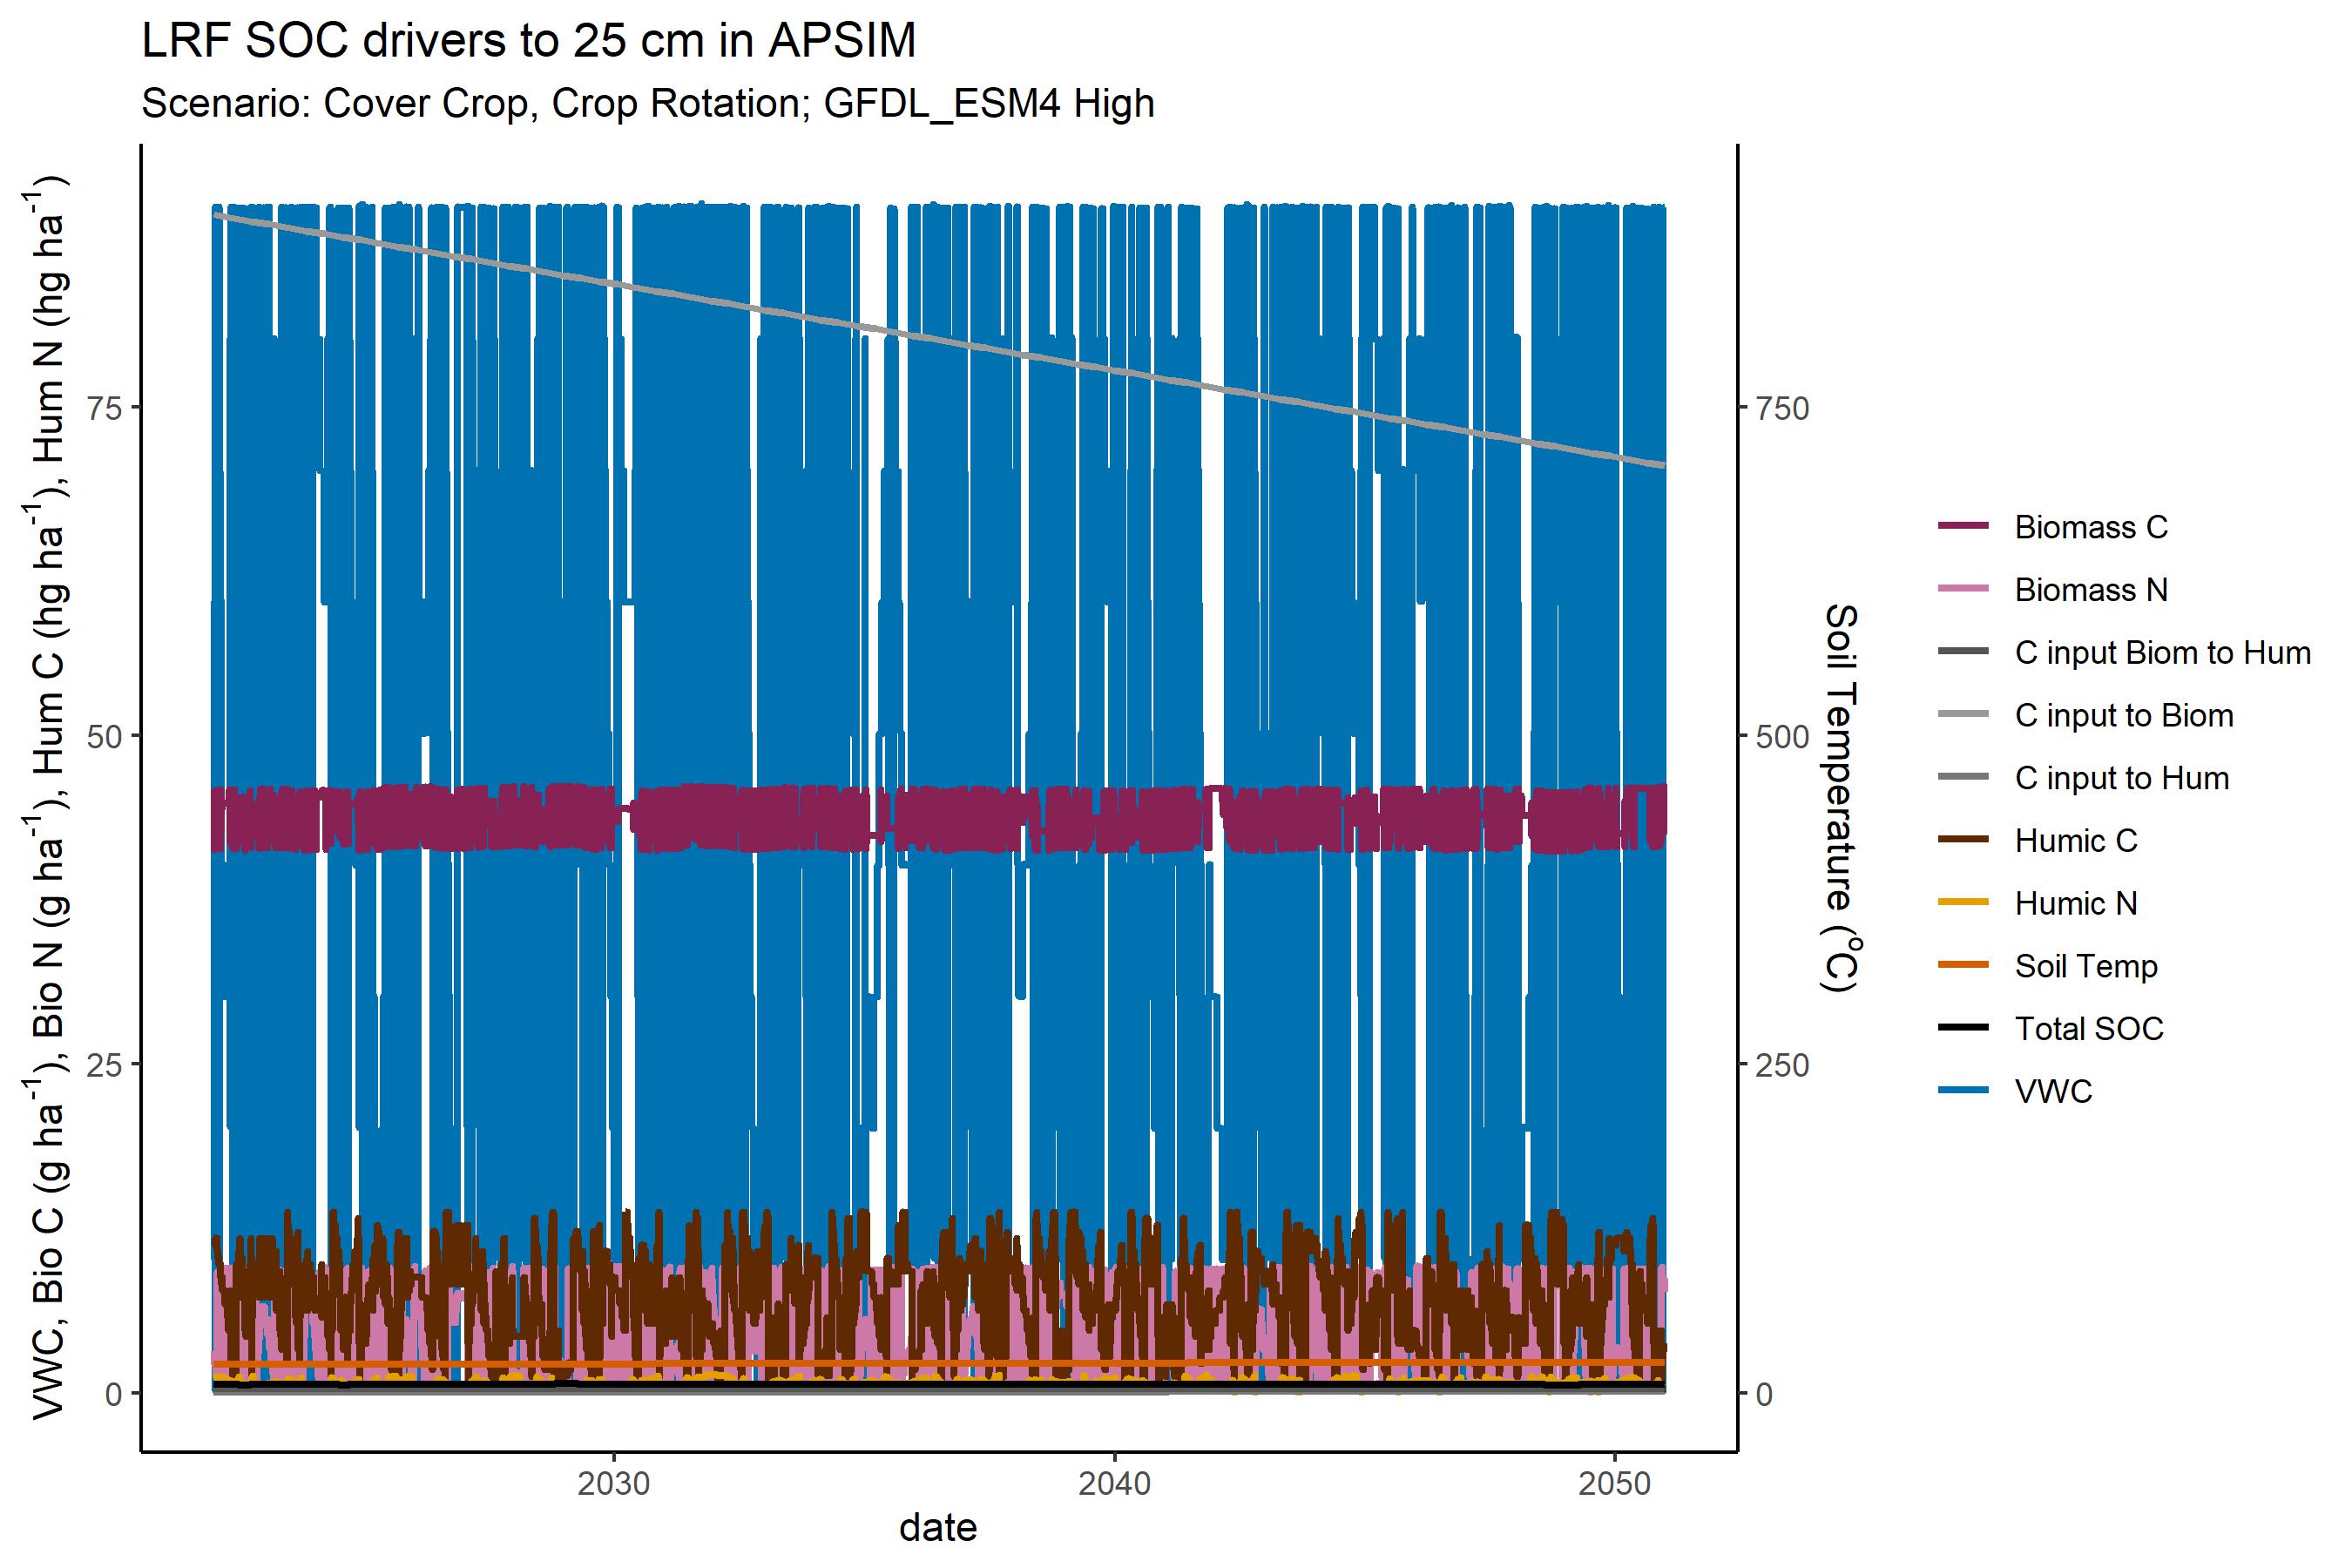 LRF SOC drivers to 25 cm in APSIM
Scenario: Cover Crop, Crop Rotation; GFDL_ESM4 High
VWC, Bio C (g ha⁻¹), Bio N (g ha⁻¹), Hum C (hg ha⁻¹), Hum N (hg ha⁻¹)
75
50
25
0
750
500
250
0
Soil Temperature (ᵒC)
2030
2040
2050
date
Biomass C
Biomass N
C input Biom to Hum
C input to Biom
C input to Hum
Humic C
Humic N
Soil Temp
Total SOC
VWC